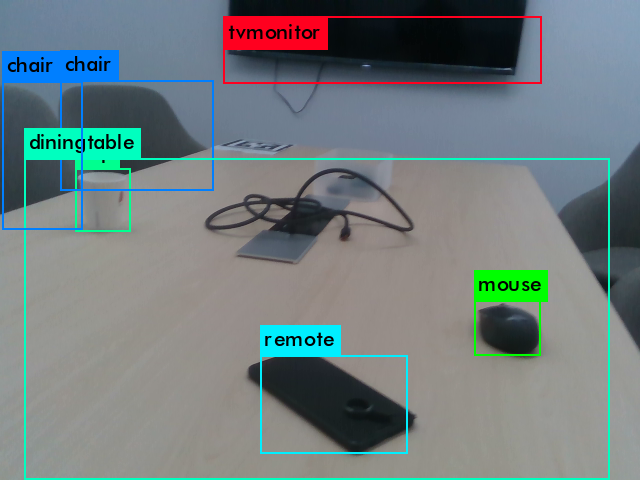 tvmonitor
chair chair
diningtable
mouse
remote